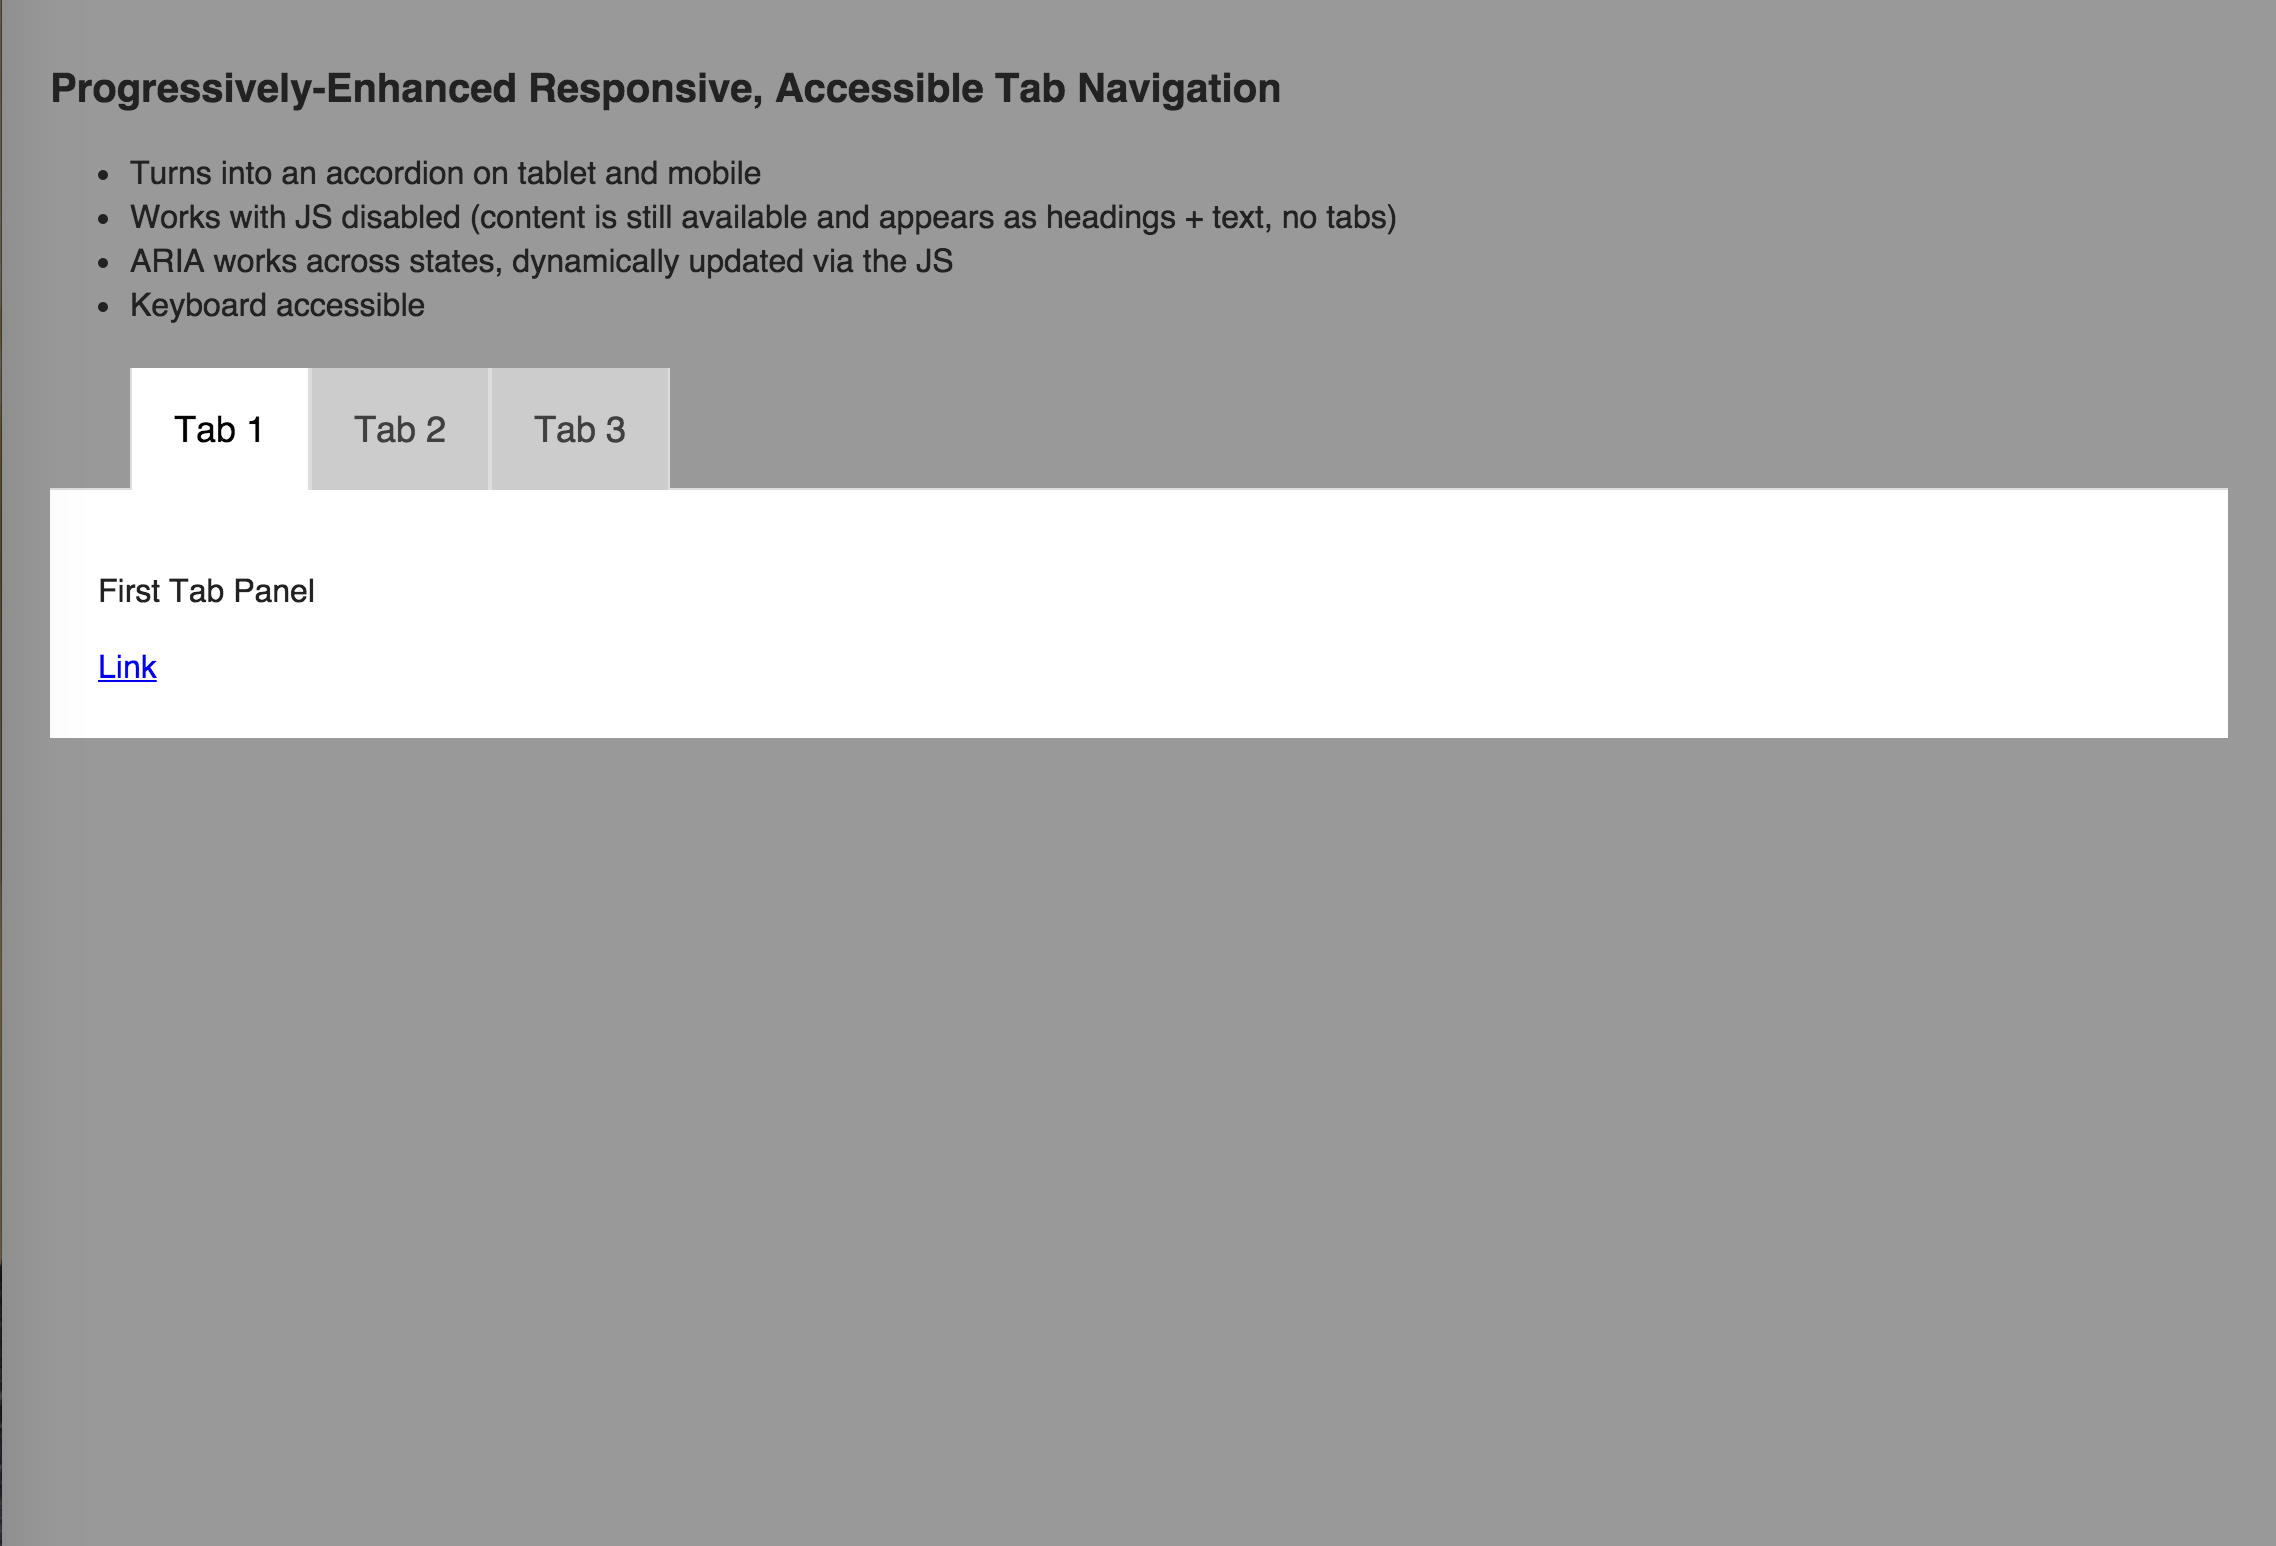 Progressively-Enhanced Responsive, Accessible Tab Navigation
Turns into an accordion on tablet and mobile
Works with JS disabled (content is still available and appears as headings + text, no tabs)
ARIA works across states, dynamically updated via the JS
Keyboard accessible
Tab 1 Tab 2 Tab 3
First Tab Panel
Link